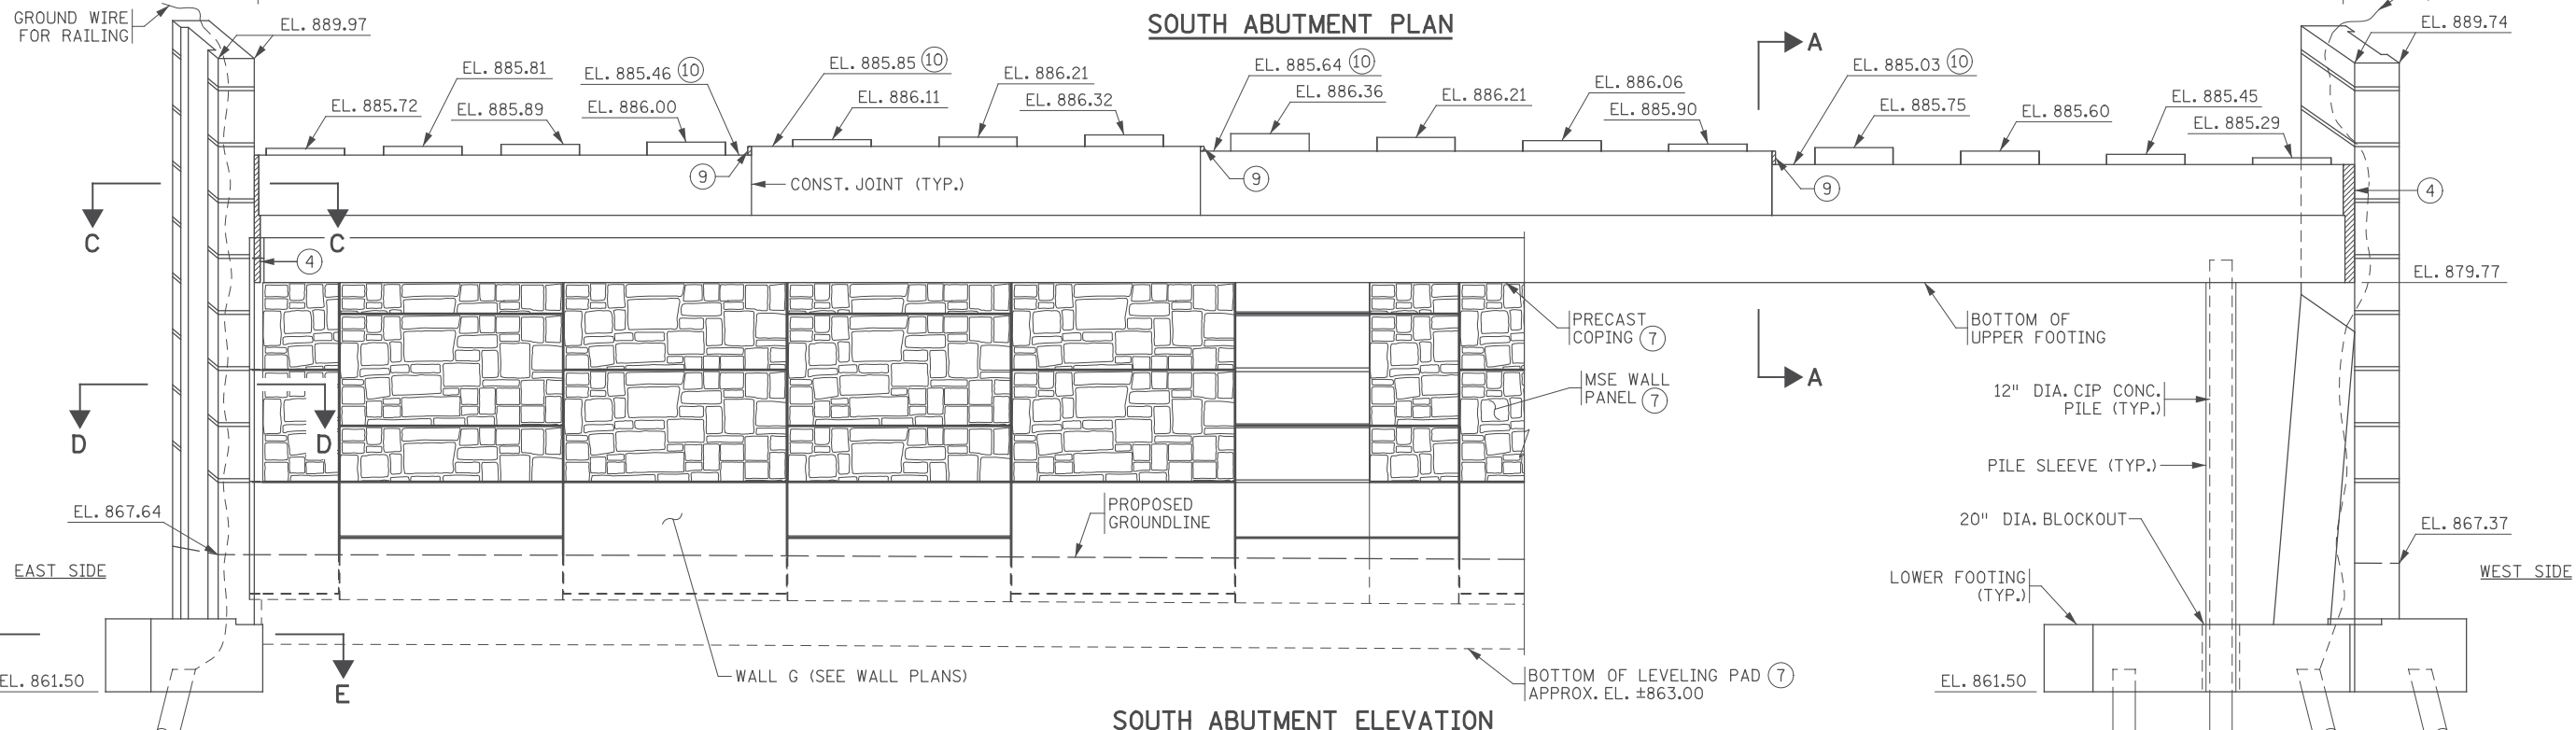 SOUTH ABUTMENT PLAN
GROUND WIRE
FOR RAILING
EL. 889.97
EL. 889.74
A
EL. 885.72
EL. 885.81
EL. 885.89
EL. 885.46 10
EL. 886.00
EL. 885.85 10
EL. 886.11
EL. 886.21
EL. 886.32
EL. 885.64 10
EL. 886.36
EL. 886.21
EL. 886.06
EL. 885.90
EL. 885.03 10
EL. 885.75
EL. 885.60
EL. 885.45
EL. 885.29
9
CONST. JOINT (TYP.)
9
9
4
C
C
4
EL. 879.77
PRECAST
COPING 7
BOTTOM OF
UPPER FOOTING
MSE WALL
PANEL 7
A
12" DIA. CIP CONC.
PILE (TYP.)
D
D
PILE SLEEVE (TYP.)
EL. 867.64
PROPOSED
GROUNDLINE
20" DIA. BLOCKOUT
EL. 867.37
EAST SIDE
LOWER FOOTING
(TYP.)
WEST SIDE
EL. 861.50
E
WALL G (SEE WALL PLANS)
BOTTOM OF LEVELING PAD 7
APPROX. EL. ±863.00
EL. 861.50
SOUTH ABUTMENT ELEVATION